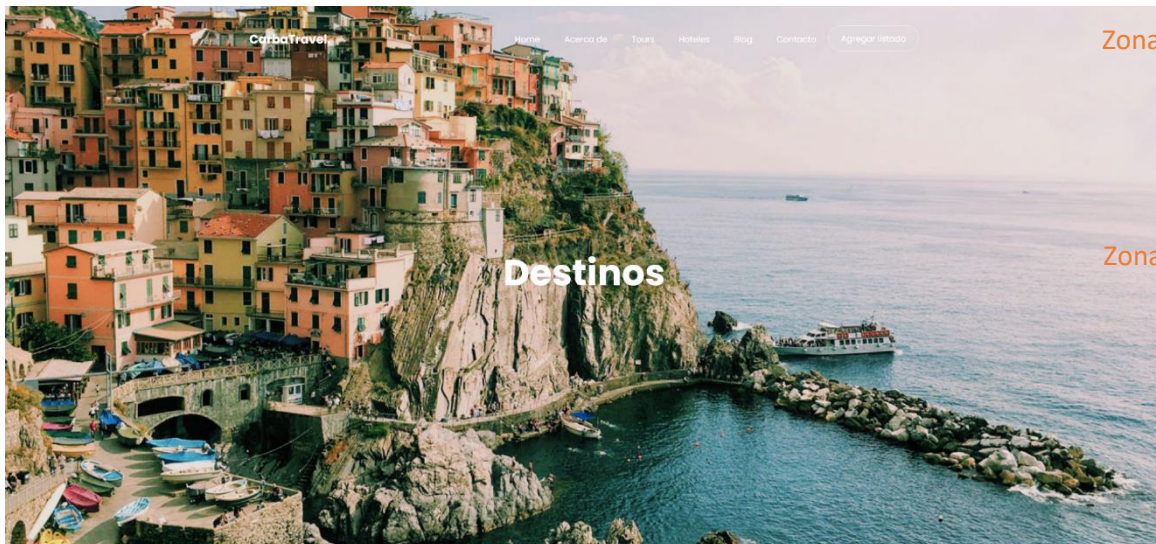 CarbaTravel.
Home Acerca de Tours Hoteles Blog Contacto Agregar listado
Zona
Destinos
Zona